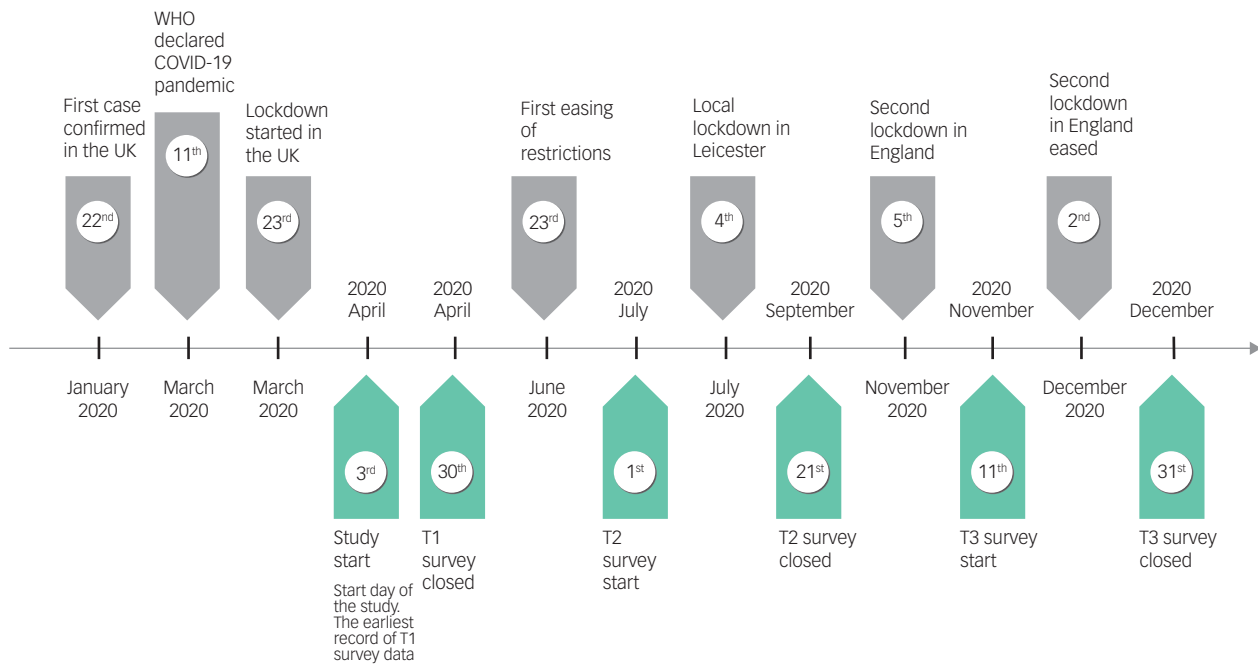 WHO
declared
COVID-19
pandemic
First case
confirmed
in the UK
Lockdown
started in
the UK
First easing
of
restrictions
Local
lockdown in
Leicester
Second
lockdown in
England
Second
lockdown
in England
eased
22nd
11th
23rd
23rd
4th
5th
2nd
2020
April
2020
April
2020
July
2020
September
2020
November
2020
December
January
2020
March
2020
March
2020
June
2020
July
2020
November
2020
December
2020
3rd
30th
1st
21st
11th
31st
Study
start
Start day of
the study.
The earliest
record of T1
survey data
T1
survey
closed
T2
survey
start
T2 survey
closed
T3 survey
start
T3 survey
closed